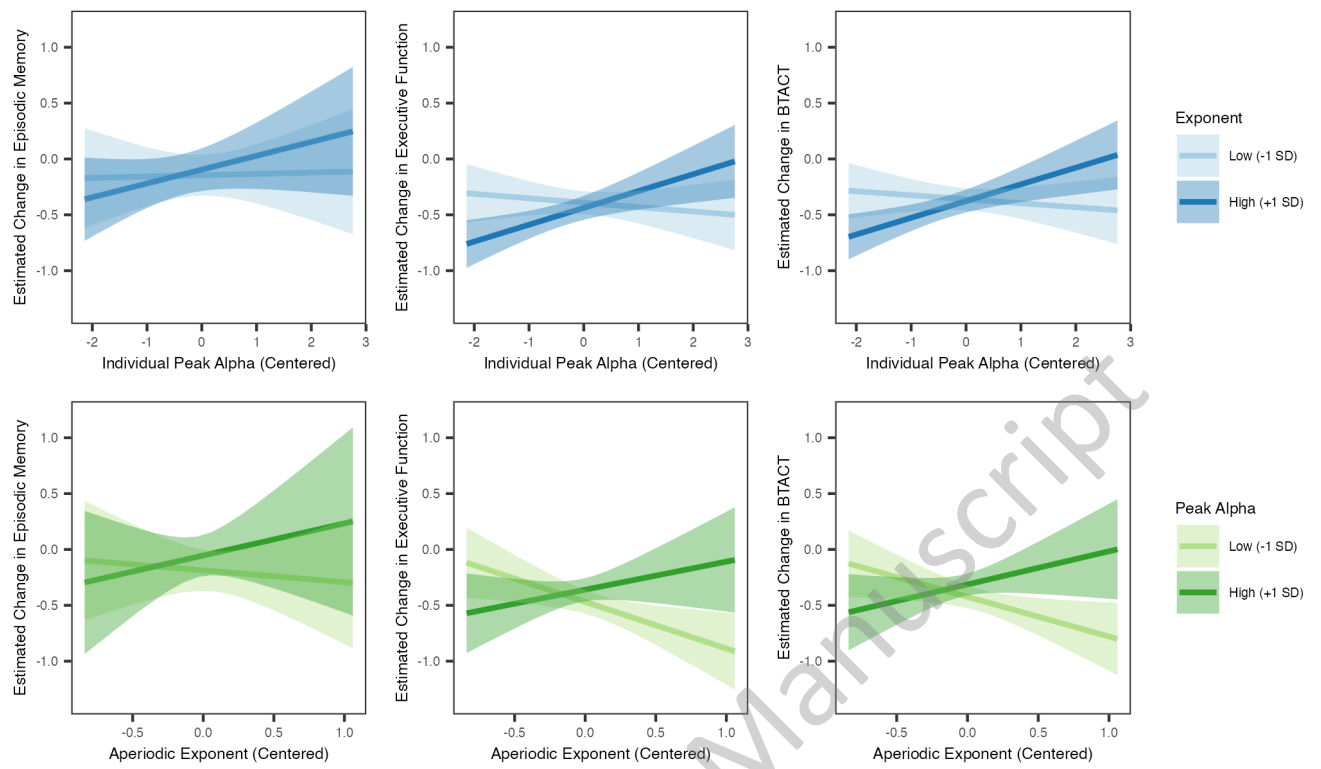 Estimated Change in Episodic Memory
1.0
0.5
0.0
-0.5
-1.0
-2 -1 0 1 2 3
Individual Peak Alpha (Centered)
Estimated Change in Executive Function
1.0
0.5
0.0
-0.5
-1.0
-2 -1 0 1 2 3
Individual Peak Alpha (Centered)
Estimated Change in BTACT
1.0
0.5
0.0
-0.5
-1.0
-2 -1 0 1 2 3
Individual Peak Alpha (Centered)
Exponent
Low (-1 SD)
High (+1 SD)
Estimated Change in Episodic Memory
1.0
0.5
0.0
-0.5
-1.0
-0.5 0.0 0.5 1.0
Aperiodic Exponent (Centered)
Estimated Change in Executive Function
1.0
0.5
0.0
-0.5
-1.0
-0.5 0.0 0.5 1.0
Aperiodic Exponent (Centered)
Estimated Change in BTACT
1.0
0.5
0.0
-0.5
-1.0
-0.5 0.0 0.5 1.0
Aperiodic Exponent (Centered)
Peak Alpha
Low (-1 SD)
High (+1 SD)
Manuscript